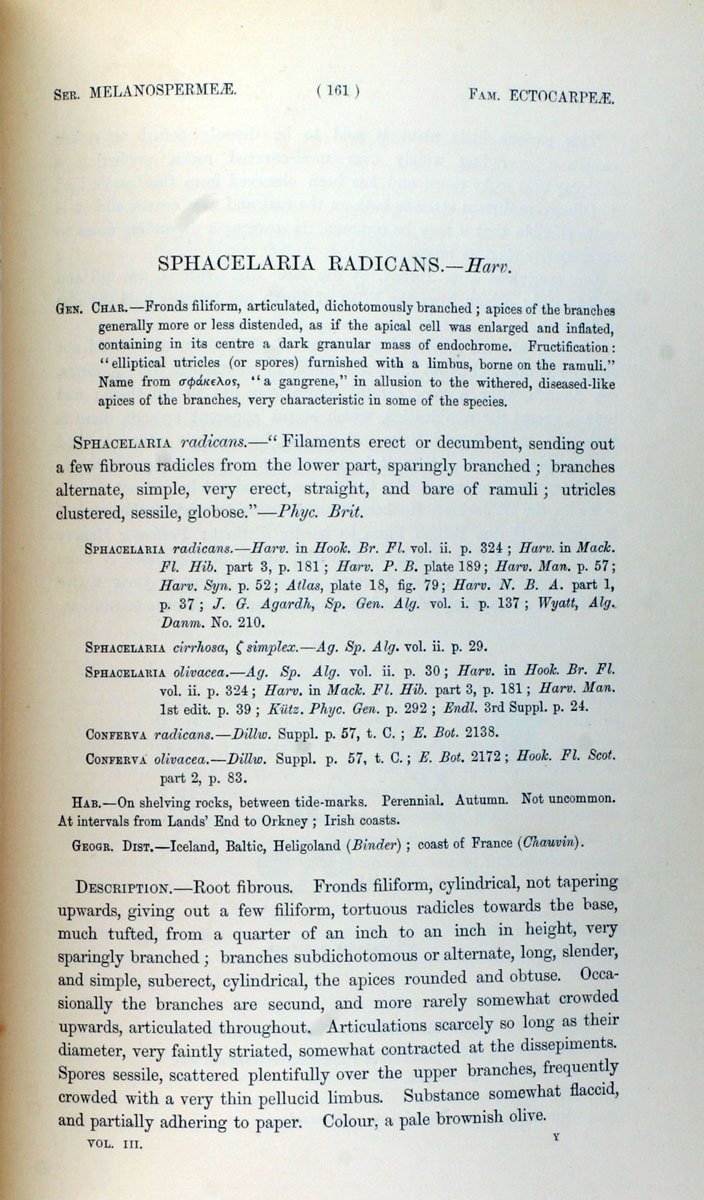 Ser. MELANOSPERMEÆ. ( 161 ) Fam. ECTOCARPEÆ.
SPHACELARIA RADICANS.—Harv.
Gen. Char.—Fronds filiform, articulated, dichotomously branched ; apices of the branches
generally more or less distended, as if the apical cell was enlarged and inflated,
containing in its centre a dark granular mass of endochrome. Fructification :
“elliptical utricles (or spores) furnished with a limbus, borne on the ramuli.”
Name from σφάκελος, “a gangrene,” in allusion to the withered, diseased-like
apices of the branches, very characteristic in some of the species.
Sphacelaria radicans.—“ Filaments erect or decumbent, sending out
a few fibrous radicles from the lower part, sparingly branched ; branches
alternate, simple, very erect, straight, and bare of ramuli ; utricles
clustered, sessile, globose.”—Phyc. Brit.
Sphacelaria radicans.—Harv. in Hook. Br. Fl. vol. ii. p. 324 ; Harv. in Mack.
Fl. Hib. part 3, p. 181 ; Harv. P. B. plate 189 ; Harv. Man. p. 57 ;
Harv. Syn. p. 52 ; Atlas, plate 18, fig. 79 ; Harv. N. B. A. part 1,
p. 37 ; J. G. Agardh, Sp. Gen. Alg. vol. i. p. 137 ; Wyatt, Alg.
Danm. No. 210.
Sphacelaria cirrhosa, ζ simplex.—Ag. Sp. Alg. vol. ii. p. 29.
Sphacelaria olivacea.—Ag. Sp. Alg. vol. ii. p. 30 ; Harv. in Hook. Br. Fl.
vol. ii. p. 324 ; Harv. in Mack. Fl. Hib. part 3, p. 181 ; Harv. Man.
1st edit. p. 39 ; Kütz. Phyc. Gen. p. 292 ; Endl. 3rd Suppl. p. 24.
Conferva radicans.—Dillw. Suppl. p. 57, t. C. ; E. Bot. 2138.
Conferva olivacea.—Dillw. Suppl. p. 57, t. C. ; E. Bot. 2172 ; Hook. Fl. Scot.
part 2, p. 83.
Hab.—On shelving rocks, between tide-marks. Perennial. Autumn. Not uncommon.
At intervals from Lands’ End to Orkney ; Irish coasts.
Geogr. Dist.—Iceland, Baltic, Heligoland (Binder) ; coast of France (Chauvin).
Description.—Root fibrous. Fronds filiform, cylindrical, not tapering
upwards, giving out a few filiform, tortuous radicles towards the base,
much tufted, from a quarter of an inch to an inch in height, very
sparingly branched ; branches subdichotomous or alternate, long, slender,
and simple, suberect, cylindrical, the apices rounded and obtuse. Occa-
sionally the branches are secund, and more rarely somewhat crowded
upwards, articulated throughout. Articulations scarcely so long as their
diameter, very faintly striated, somewhat contracted at the dissepiments.
Spores sessile, scattered plentifully over the upper branches, frequently
crowded with a very thin pellucid limbus. Substance somewhat flaccid,
and partially adhering to paper. Colour, a pale brownish olive.
VOL. III. Y